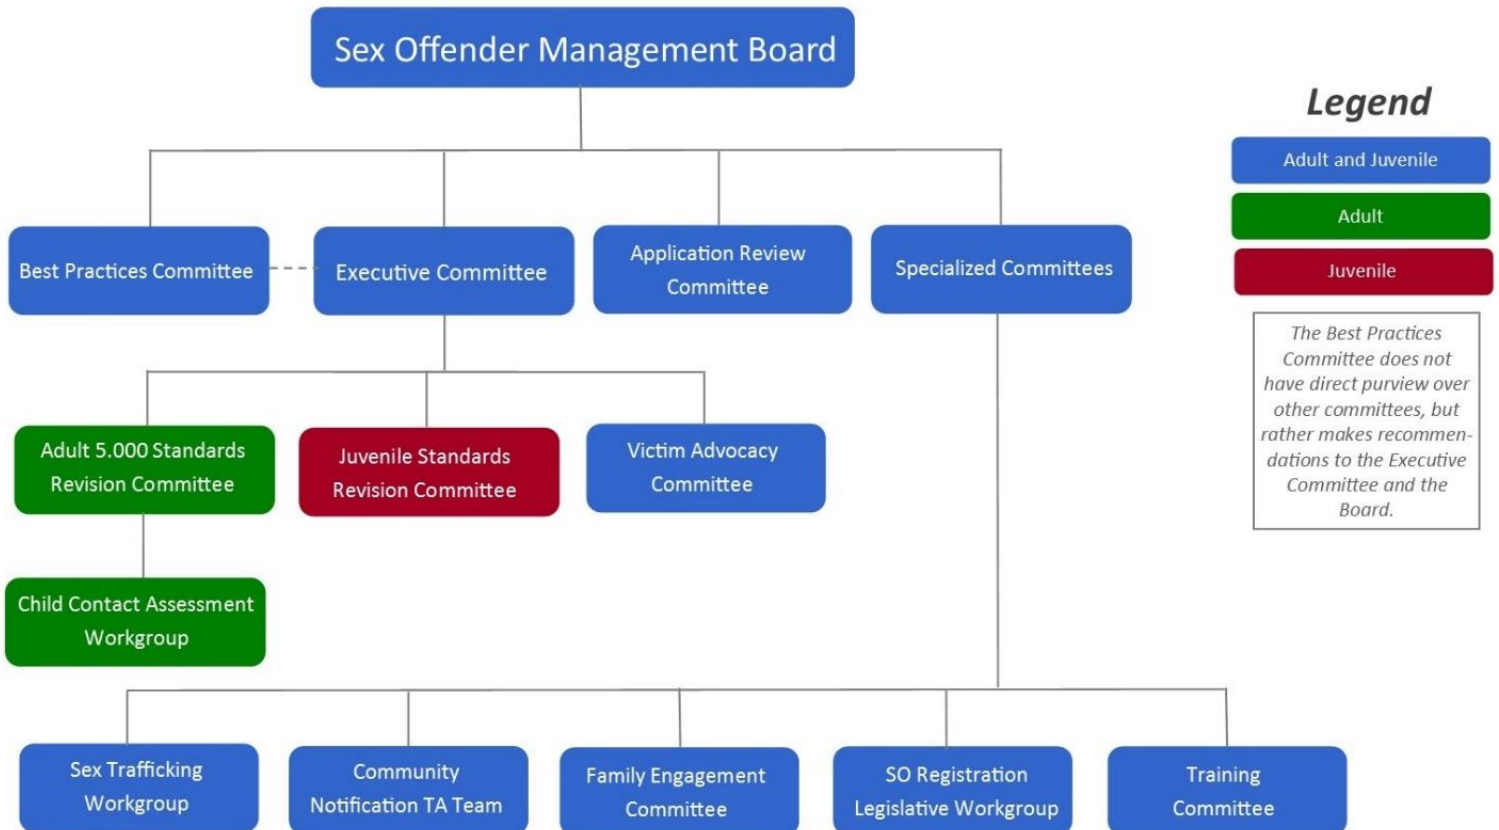 Sex Offender Management Board
Legend
Adult and Juvenile
Adult
Juvenile
The Best Practices
Committee does not
have direct purview over
other committees, but
rather makes recommen-
dations to the Executive
Committee and the
Board.
Best Practices Committee
Executive Committee
Application Review
Committee
Specialized Committees
Adult 5.000 Standards
Revision Committee
Juvenile Standards
Revision Committee
Victim Advocacy
Committee
Child Contact Assessment
Workgroup
Sex Trafficking
Workgroup
Community
Notification TA Team
Family Engagement
Committee
SO Registration
Legislative Workgroup
Training
Committee